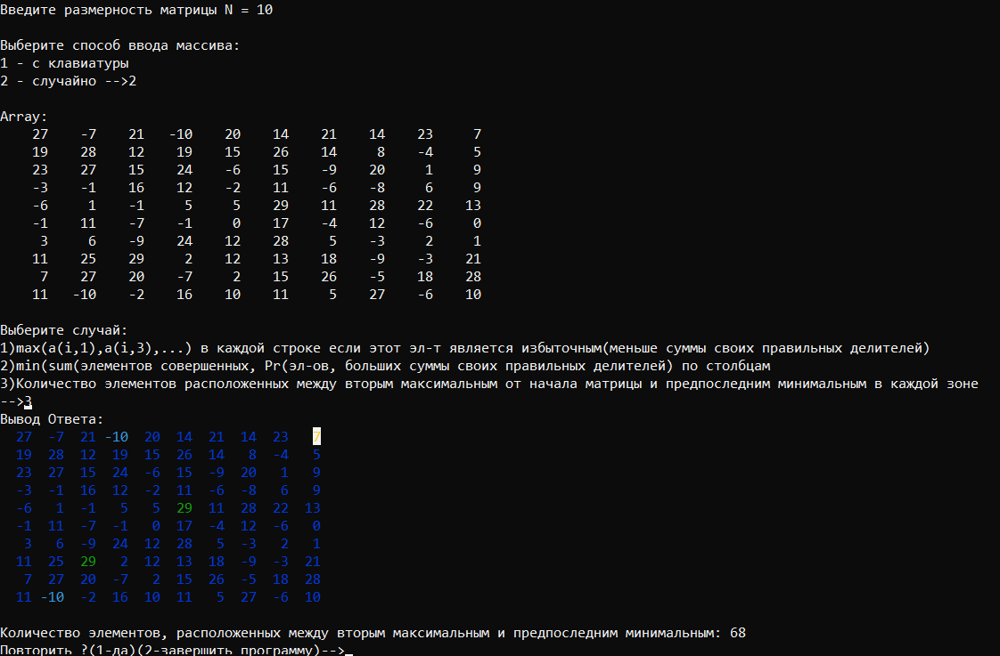 Введите размерность матрицы N = 10
Выберите способ ввода массива:
1 - с клавиатуры
2 - случайно -->2
Array:
27 -7 21 -10 20 14 21 14 23 7
19 28 12 19 15 26 14 8 -4 5
23 27 15 24 -6 15 -9 20 1 9
-3 -1 16 12 -2 11 -6 -8 6 9
-6 1 -1 5 5 29 11 28 22 13
-1 11 -7 -1 0 17 -4 12 -6 0
3 6 -9 24 12 28 5 -3 2 1
11 25 29 2 12 13 18 -9 -3 21
7 27 20 -7 2 15 26 -5 18 28
11 -10 -2 16 10 11 5 27 -6 10
Выберите случай:
1)max(a(i,1),a(i,3),...) в каждой строке если этот эл-т является избыточным(меньше суммы своих правильных делителей)
2)min(sum(элементов совершенных, Pr(эл-ов, больших суммы своих правильных делителей) по столбцам
3)Количество элементов расположенных между вторым максимальным от начала матрицы и предпоследним минимальным в каждой зоне
-->3
Вывод Ответа:
27 -7 21 -10 20 14 21 14 23 7
19 28 12 19 15 26 14 8 -4 5
23 27 15 24 -6 15 -9 20 1 9
-3 -1 16 12 -2 11 -6 -8 6 9
-6 1 -1 5 5 29 11 28 22 13
-1 11 -7 -1 0 17 -4 12 -6 0
3 6 -9 24 12 28 5 -3 2 1
11 25 29 2 12 13 18 -9 -3 21
7 27 20 -7 2 15 26 -5 18 28
11 -10 -2 16 10 11 5 27 -6 10
Количество элементов, расположенных между вторым максимальным и предпоследним минимальным: 68
Повторить ?(1-да)(2-завершить программу)-->